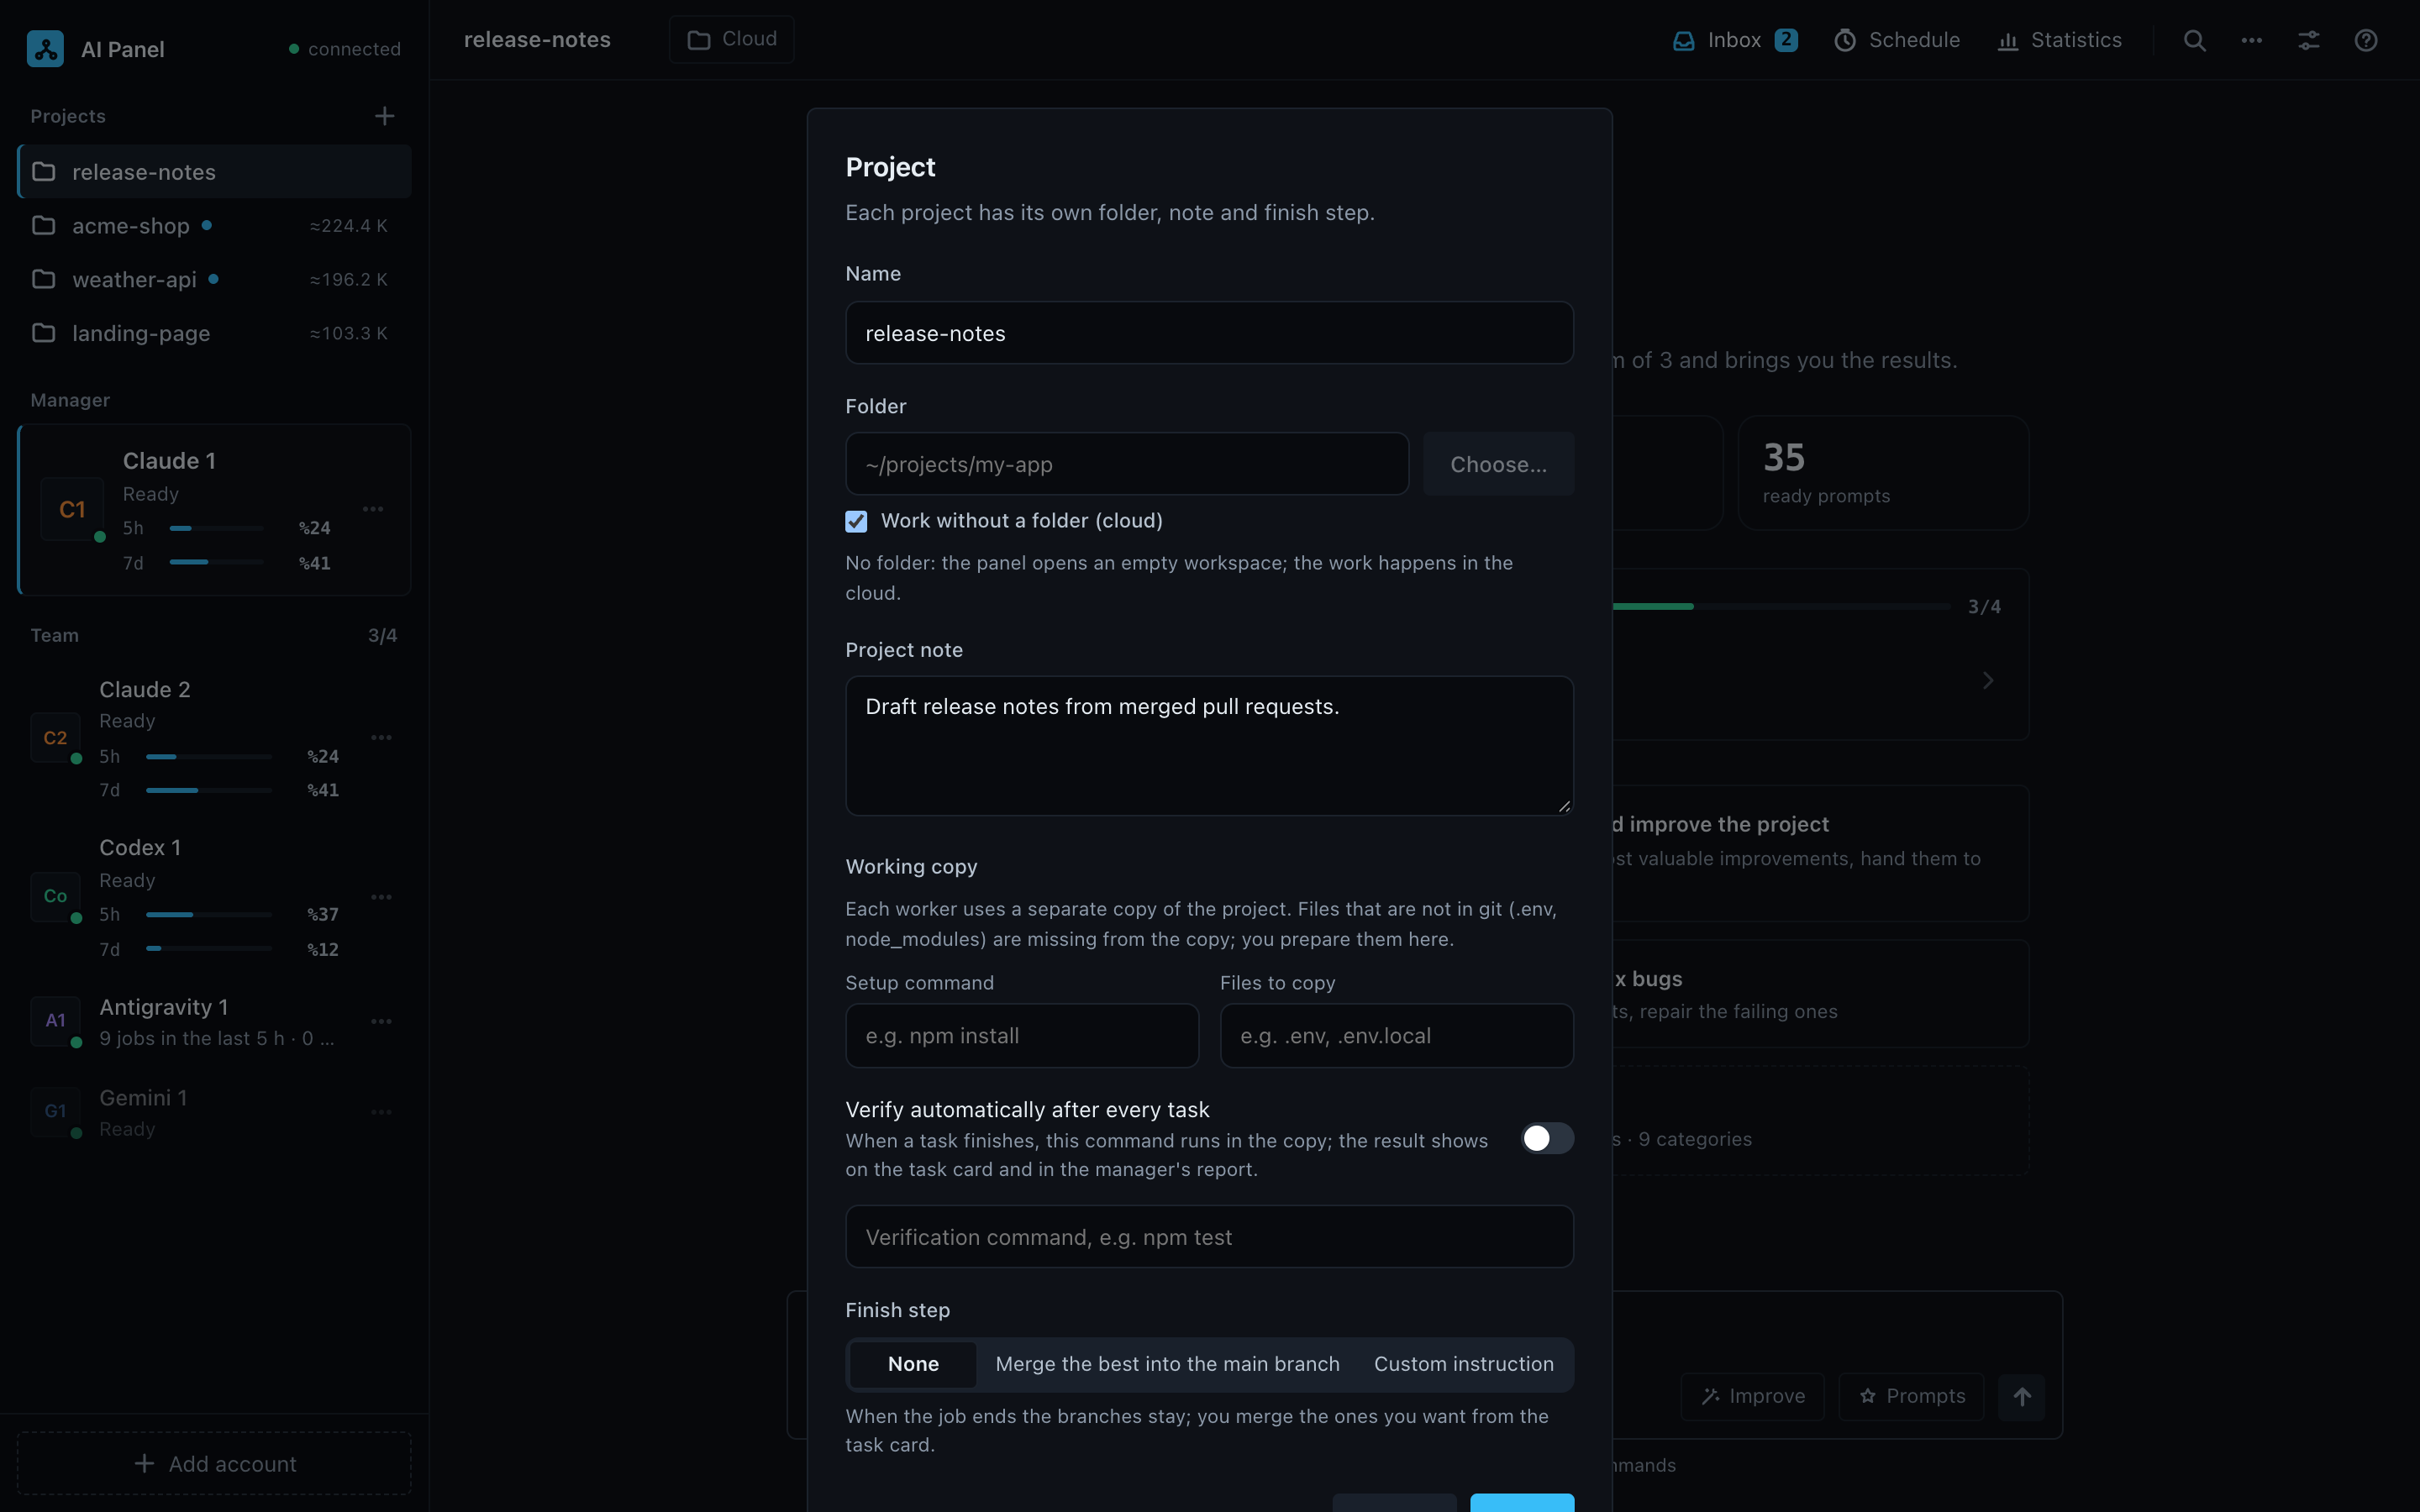 AI Panel
connected
Projects
release-notes
acme-shop
≈224.4 K
weather-api
≈196.2 K
landing-page
≈103.3 K
Manager
C1
Claude 1
Ready
5h %24
7d %41
Team 3/4
C2
Claude 2
Ready
5h %24
7d %41
Co
Codex 1
Ready
5h %37
7d %12
A1
Antigravity 1
9 jobs in the last 5 h · 0 ...
G1
Gemini 1
Ready
Add account
release-notes
Cloud
Inbox 2
Schedule
Statistics
Project
Each project has its own folder, note and finish step.
Name
release-notes
Folder
~/projects/my-app
Choose...
Work without a folder (cloud)
No folder: the panel opens an empty workspace; the work happens in the
cloud.
Project note
Draft release notes from merged pull requests.
Working copy
Each worker uses a separate copy of the project. Files that are not in git (.env,
node_modules) are missing from the copy; you prepare them here.
Setup command
Files to copy
e.g. npm install
e.g. .env, .env.local
Verify automatically after every task
When a task finishes, this command runs in the copy; the result shows
on the task card and in the manager's report.
Verification command, e.g. npm test
Finish step
None
Merge the best into the main branch
Custom instruction
When the job ends the branches stay; you merge the ones you want from the
task card.
of 3 and brings you the results.
35
ready prompts
3/4
improve the project
valuable improvements, hand them to
bugs
repair the failing ones
· 9 categories
Improve
Prompts